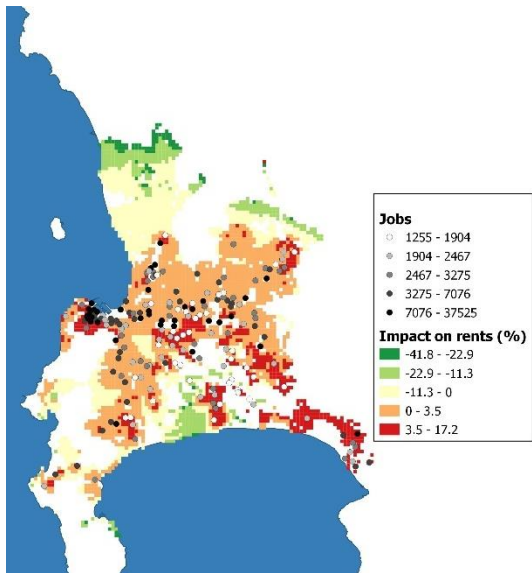 Jobs
1255 - 1904
1904 - 2467
2467 - 3275
3275 - 7076
7076 - 37525
Impact on rents (%)
-41.8 - -22.9
-22.9 - -11.3
-11.3 - 0
0 - 3.5
3.5 - 17.2